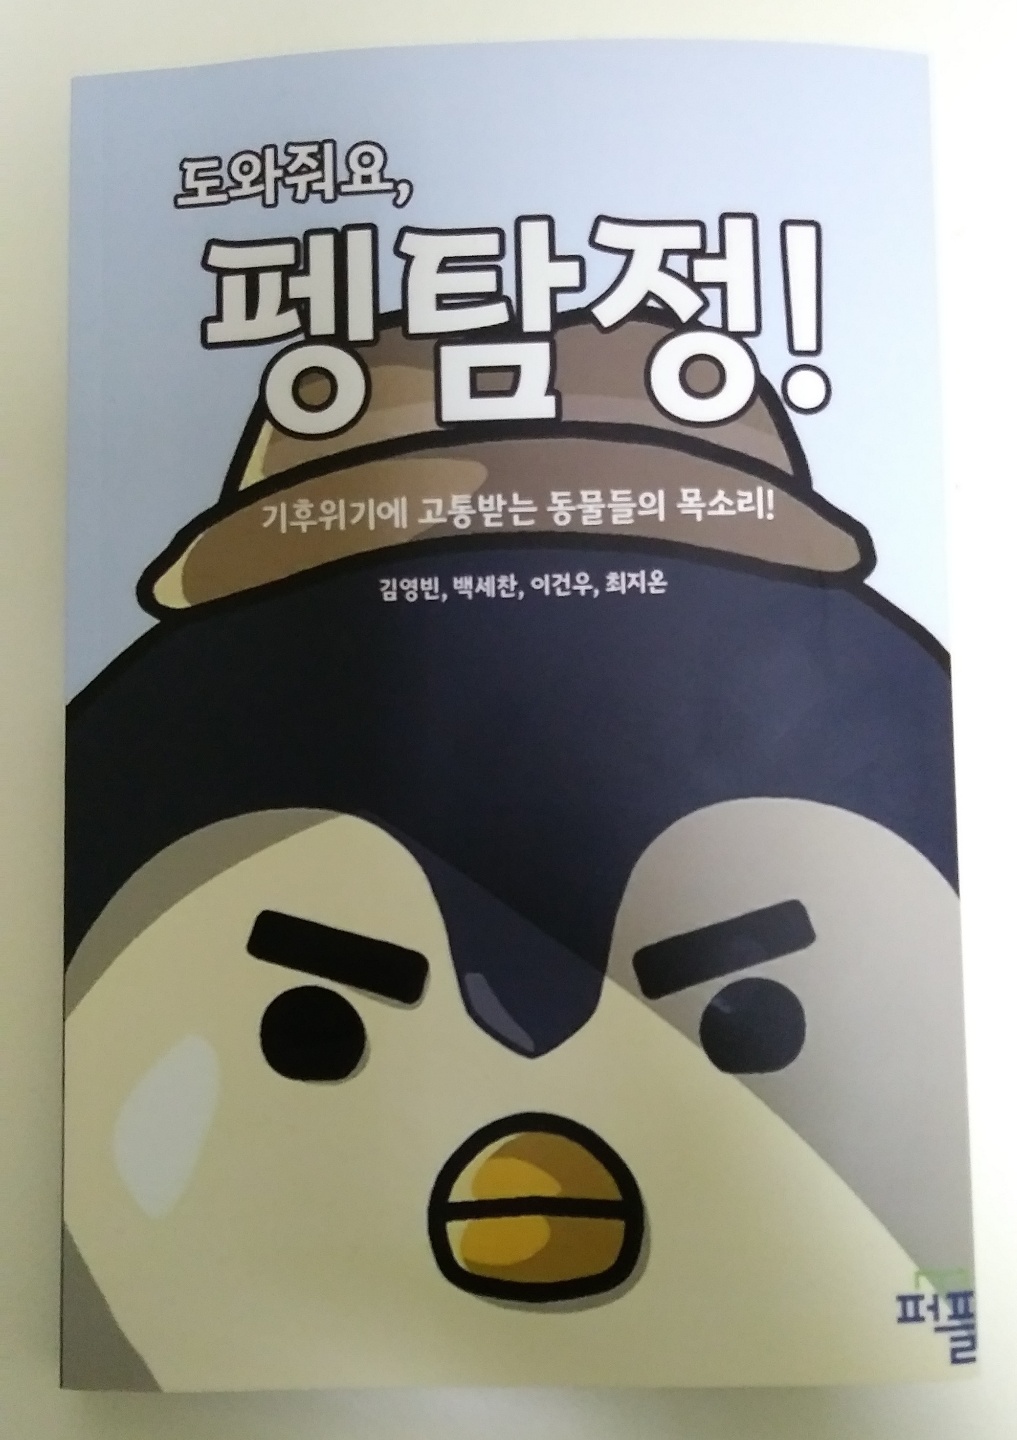 도와줘요,
펭탐정!
기후위기에 고통받는 동물들의 목소리!
김영빈, 백세찬, 이건우, 최지온
퍼플